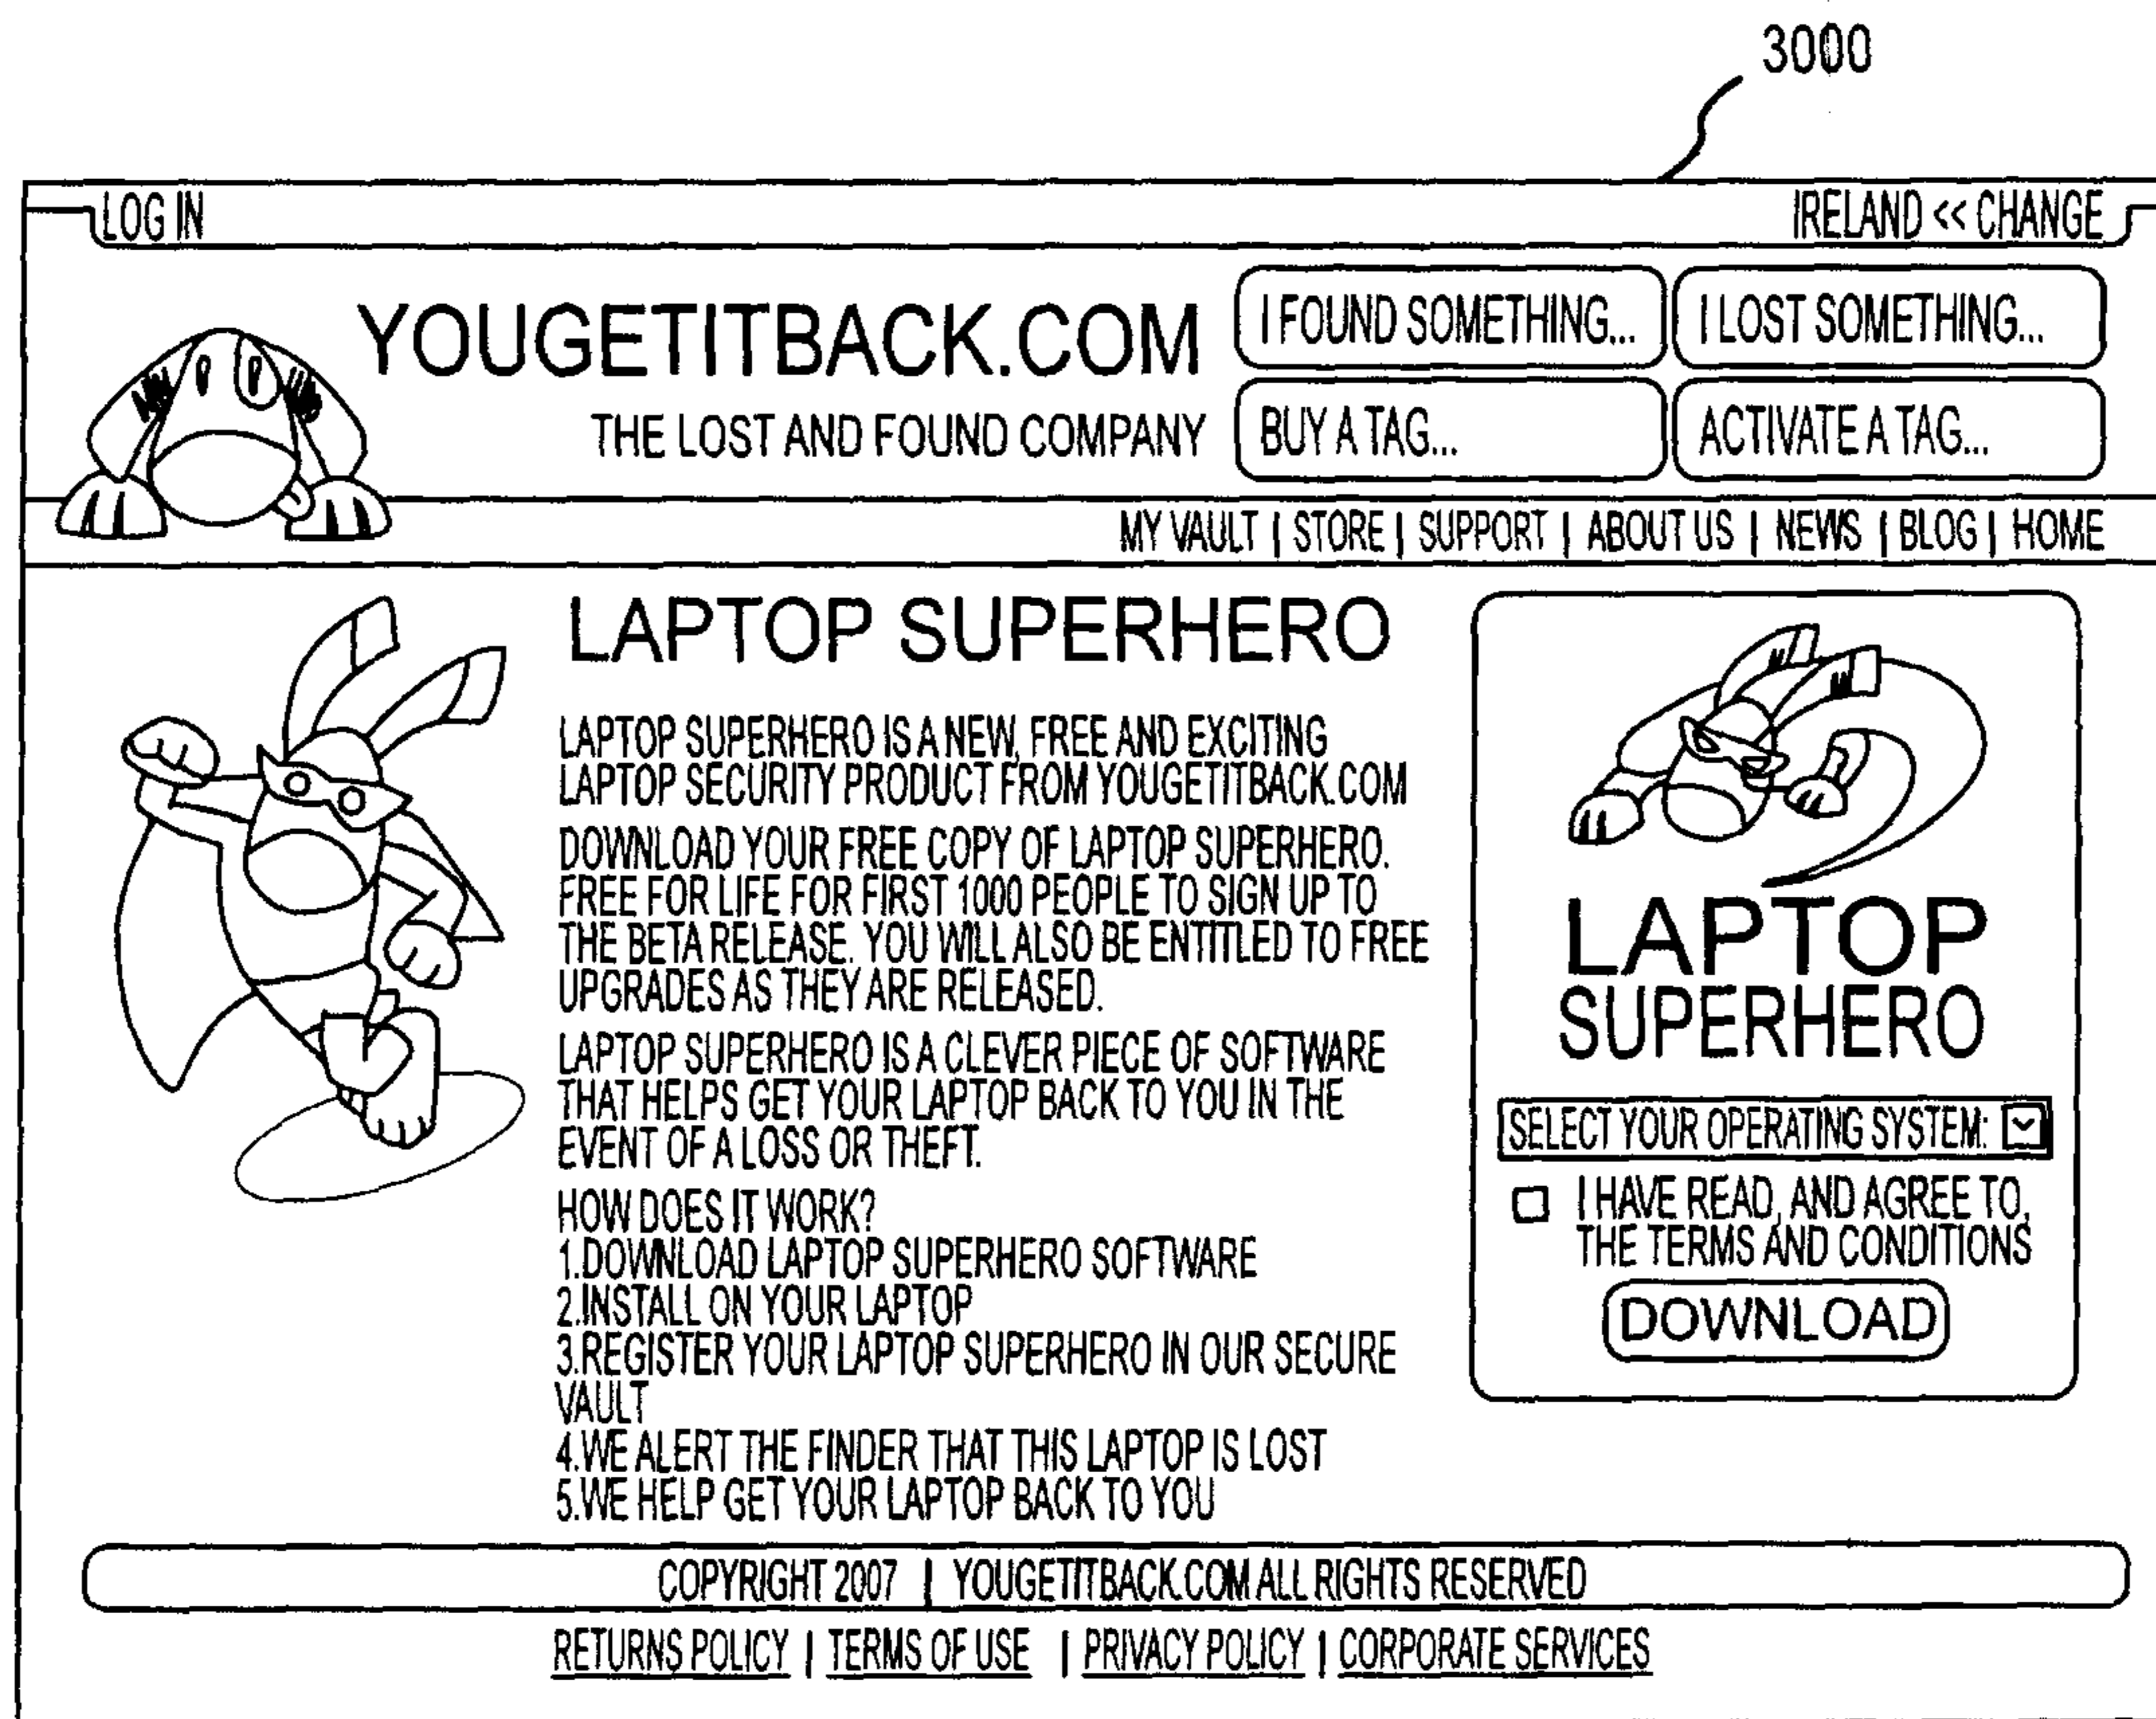 3000
LOG IN
IRELAND << CHANGE
YOUGETITBACK.COM
THE LOST AND FOUND COMPANY
I FOUND SOMETHING...
I LOST SOMETHING...
BUY A TAG...
ACTIVATE A TAG...
MY VAULT | STORE | SUPPORT | ABOUT US | NEWS | BLOG | HOME
LAPTOP SUPERHERO
LAPTOP SUPERHERO IS A NEW, FREE AND EXCITING
LAPTOP SECURITY PRODUCT FROM YOUGETITBACK.COM
DOWNLOAD YOUR FREE COPY OF LAPTOP SUPERHERO.
FREE FOR LIFE FOR FIRST 1000 PEOPLE TO SIGN UP TO
THE BETA RELEASE. YOU WILL ALSO BE ENTITLED TO FREE
UPGRADES AS THEY ARE RELEASED.
LAPTOP SUPERHERO IS A CLEVER PIECE OF SOFTWARE
THAT HELPS GET YOUR LAPTOP BACK TO YOU IN THE
EVENT OF A LOSS OR THEFT.
HOW DOES IT WORK?
1.DOWNLOAD LAPTOP SUPERHERO SOFTWARE
2.INSTALL ON YOUR LAPTOP
3.REGISTER YOUR LAPTOP SUPERHERO IN OUR SECURE
VAULT
4.WE ALERT THE FINDER THAT THIS LAPTOP IS LOST
5.WE HELP GET YOUR LAPTOP BACK TO YOU
LAPTOP
SUPERHERO
SELECT YOUR OPERATING SYSTEM:
I HAVE READ, AND AGREE TO,
THE TERMS AND CONDITIONS
DOWNLOAD
COPYRIGHT 2007 | YOUGETITBACK.COM ALL RIGHTS RESERVED
RETURNS POLICY | TERMS OF USE | PRIVACY POLICY | CORPORATE SERVICES